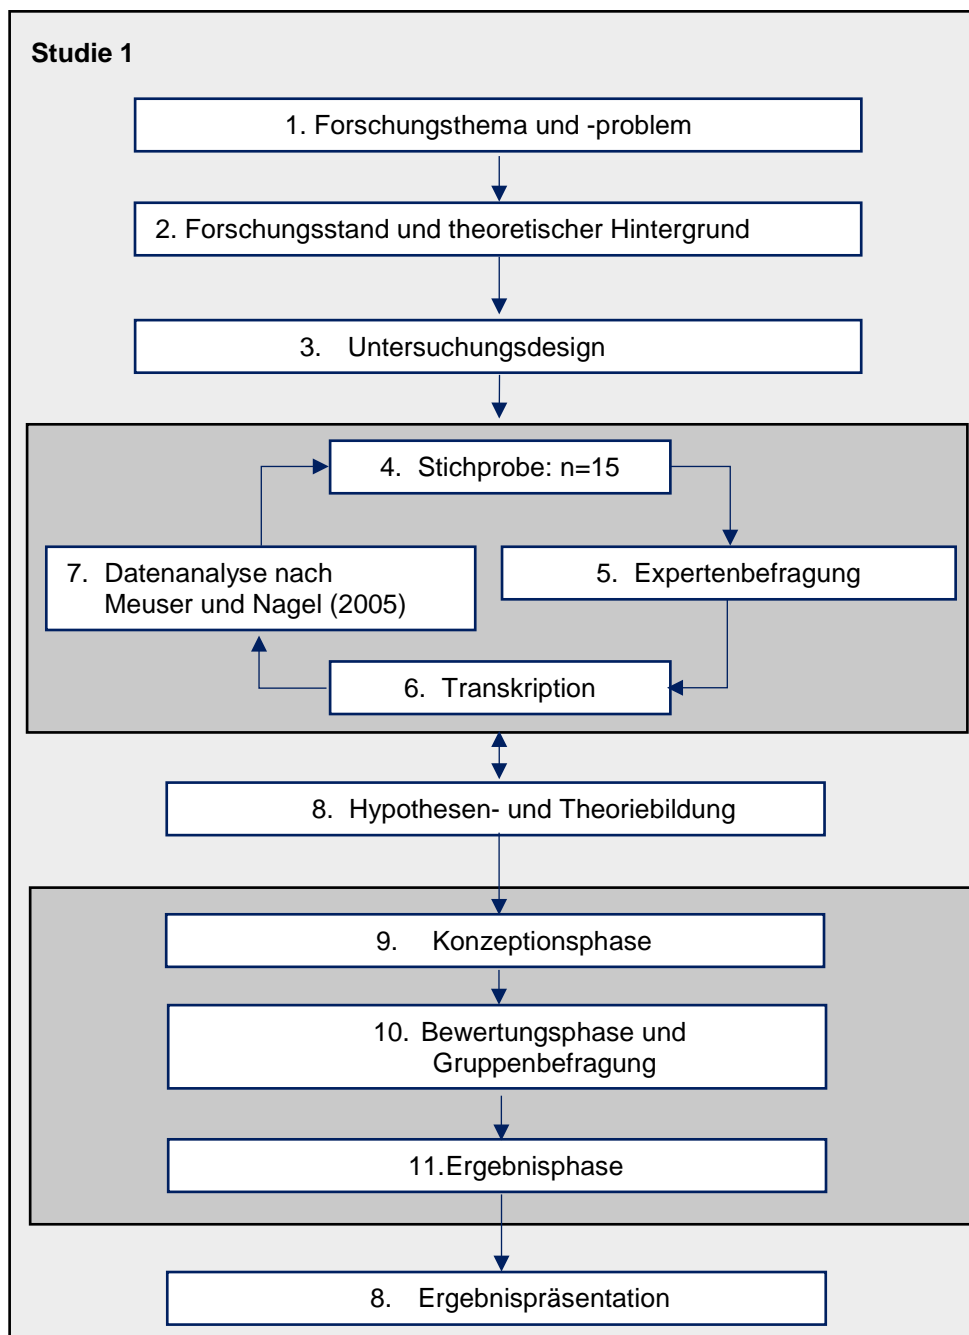 Studie 1
1. Forschungsthema und -problem
2. Forschungsstand und theoretischer Hintergrund
3. Untersuchungsdesign
4. Stichprobe: n=15
7. Datenanalyse nach
Meuser und Nagel (2005)
5. Expertenbefragung
6. Transkription
8. Hypothesen- und Theoriebildung
9. Konzeptionsphase
10. Bewertungsphase und
Gruppenbefragung
11.Ergebnisphase
8. Ergebnispräsentation